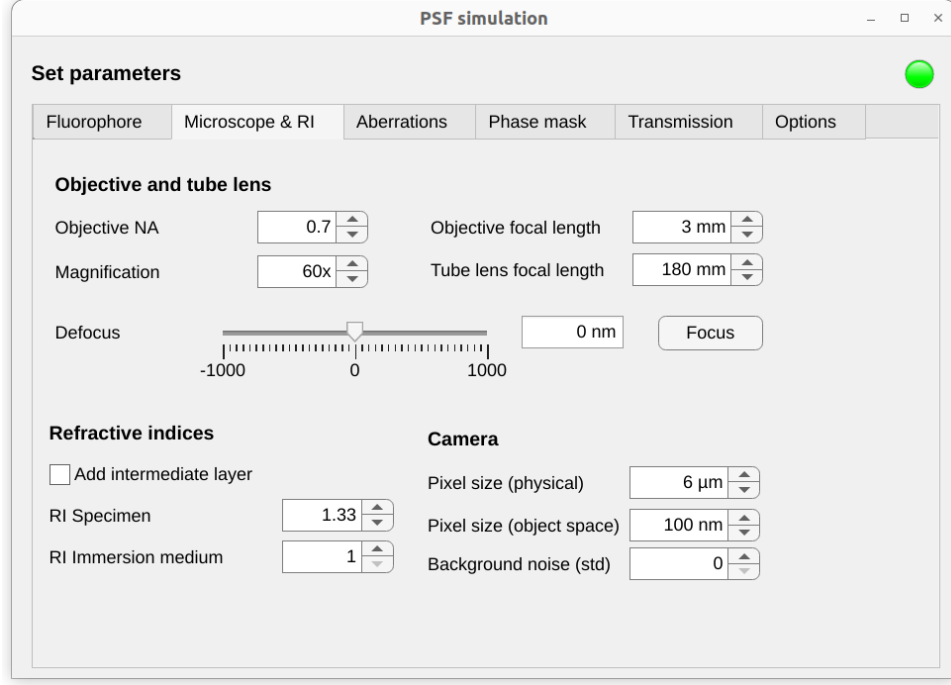 PSF simulation
Set parameters
Fluorophore Microscope & RI Aberrations Phase mask Transmission Options
Objective and tube lens
Objective NA 0.7 Objective focal length 3 mm
Magnification 60x Tube lens focal length 180 mm
Defocus 0 nm Focus
-1000 0 1000
Refractive indices
Add intermediate layer
RI Specimen 1.33
RI Immersion medium 1
Camera
Pixel size (physical) 6 µm
Pixel size (object space) 100 nm
Background noise (std) 0